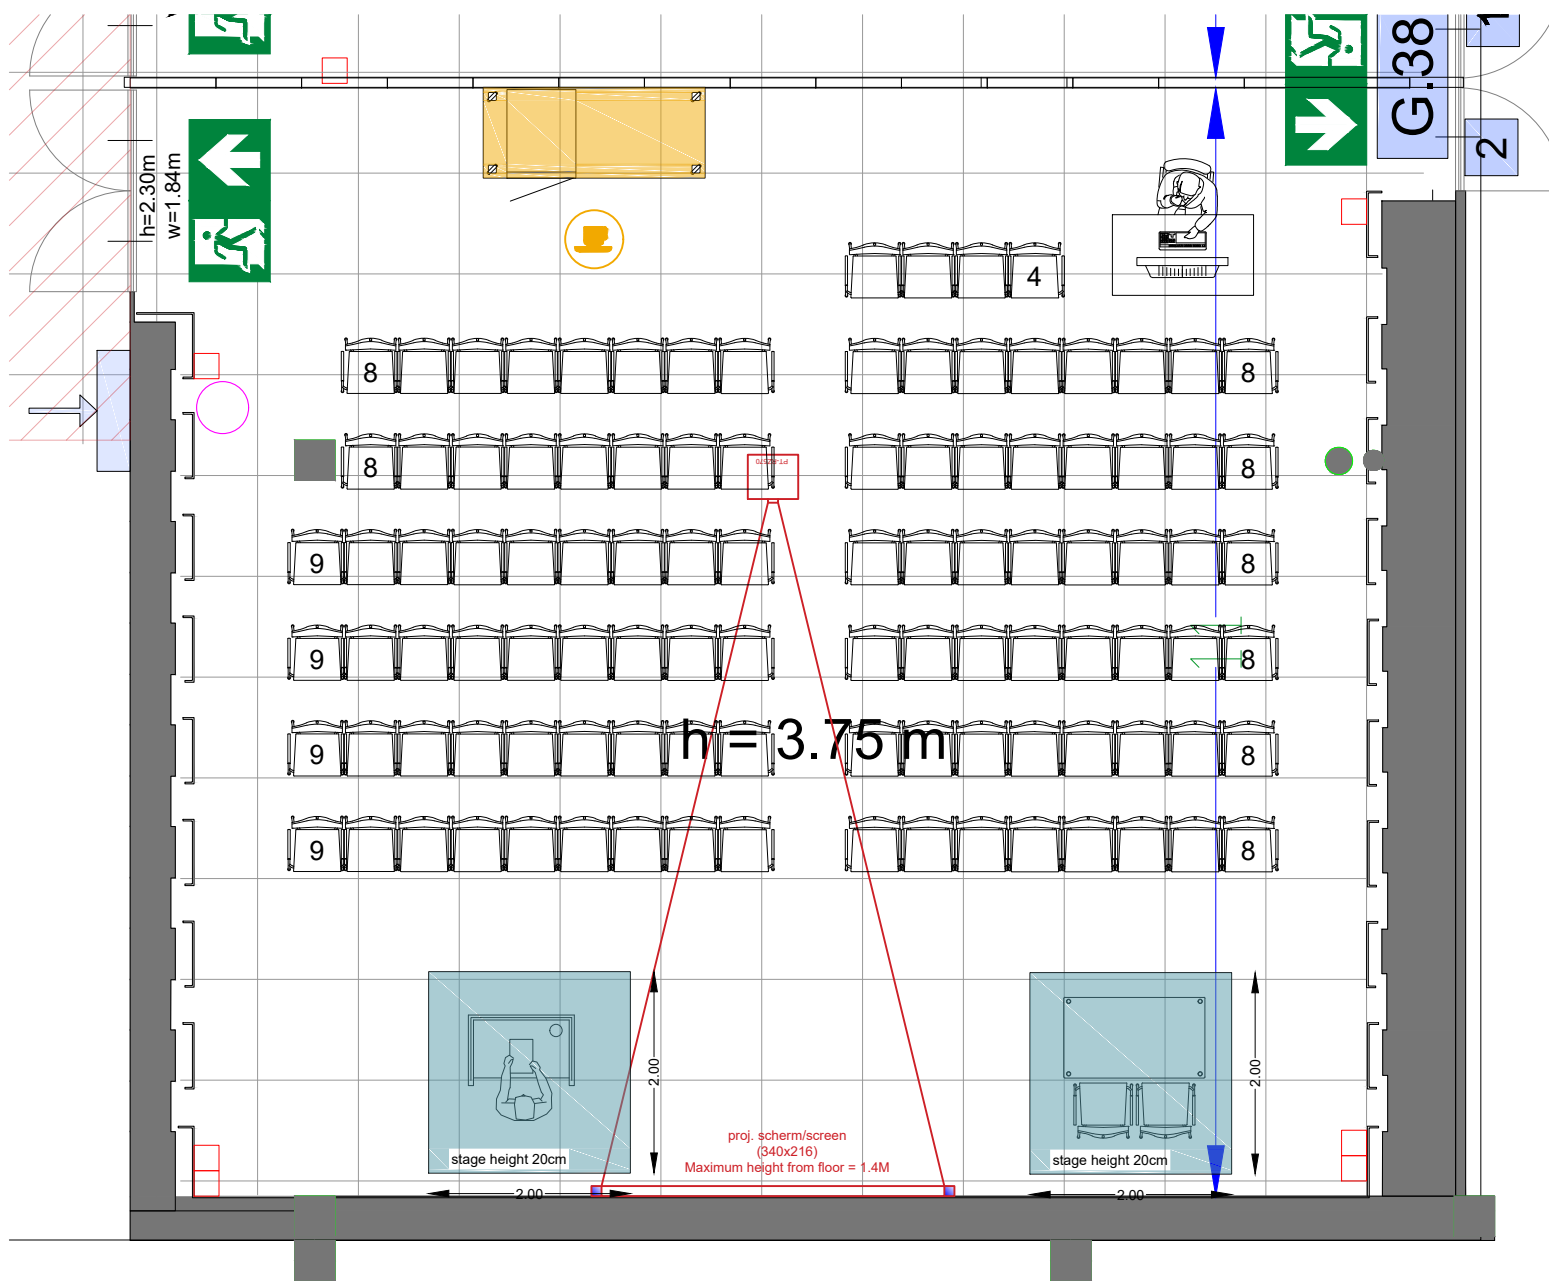 G.38
1
2
h=2.30m
w=1.84m
4
8
8
8
8
9
8
9
8
h = 3.75 m
9
8
9
8
2.00
2.00
proj. scherm/screen
(340x216)
Maximum height from floor = 1.4M
stage height 20cm
stage height 20cm
2.00
2.00